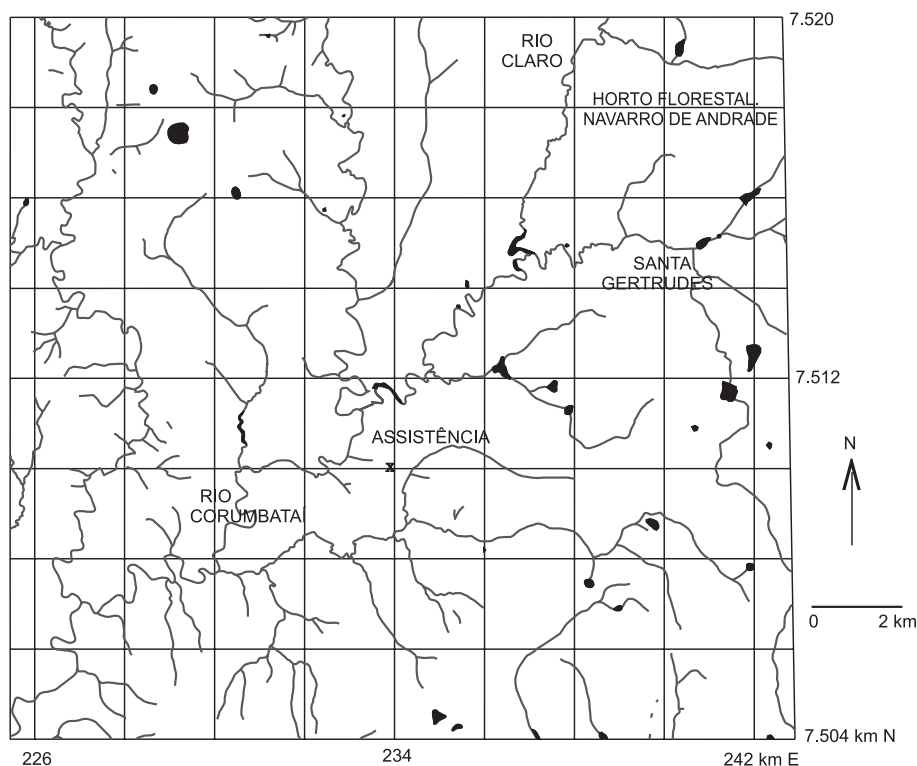 7.520
RIO
CLARO
HORTO FLORESTAL.
NAVARRO DE ANDRADE
SANTA
GERTRUDES
7.512
ASSISTÊNCIA
x
N
RIO
CORUMBATAÍ
0 2 km
7.504 km N
226 234 242 km E